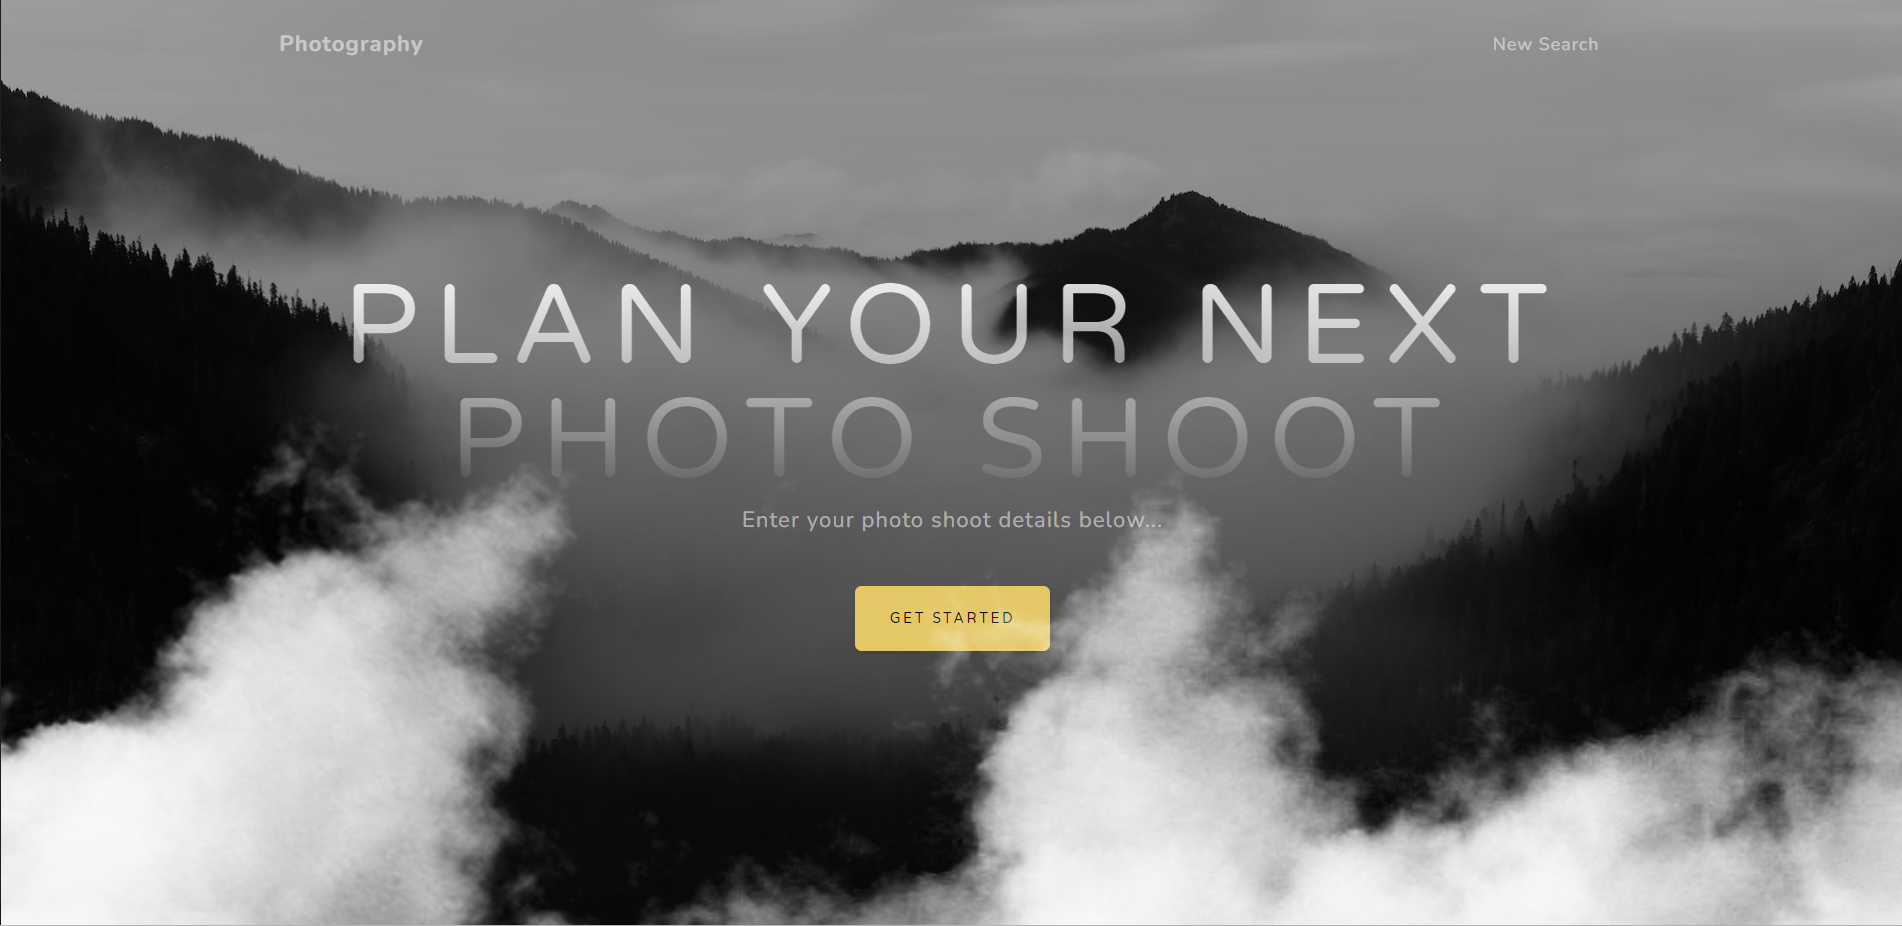 Photography
New Search
PLAN YOUR NEXT
PHOTO SHOOT
Enter your photo shoot details below...
GET STARTED